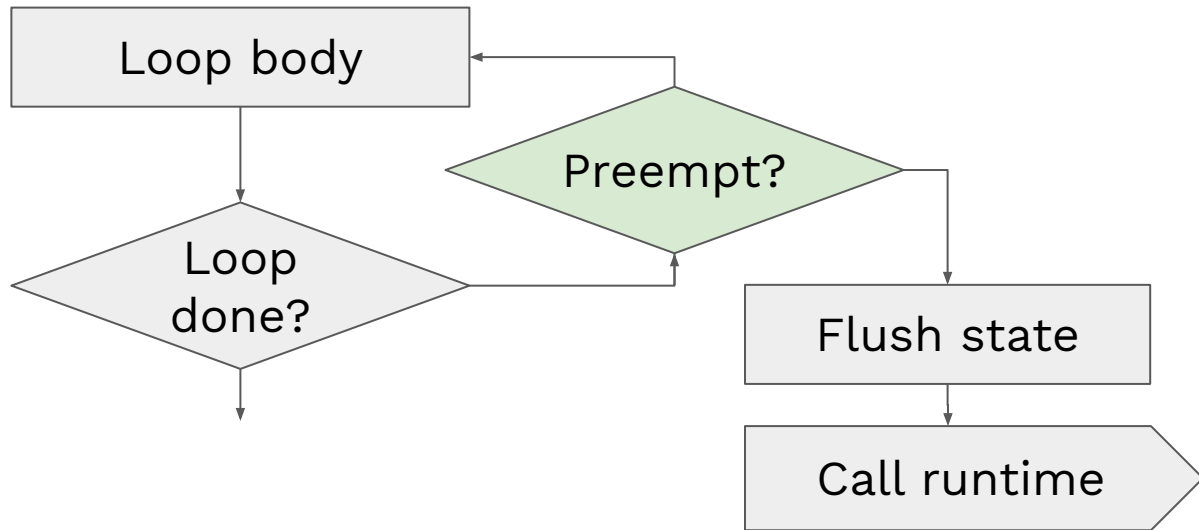 Loop body
Preempt?
Loop
done?
Flush state
Call runtime